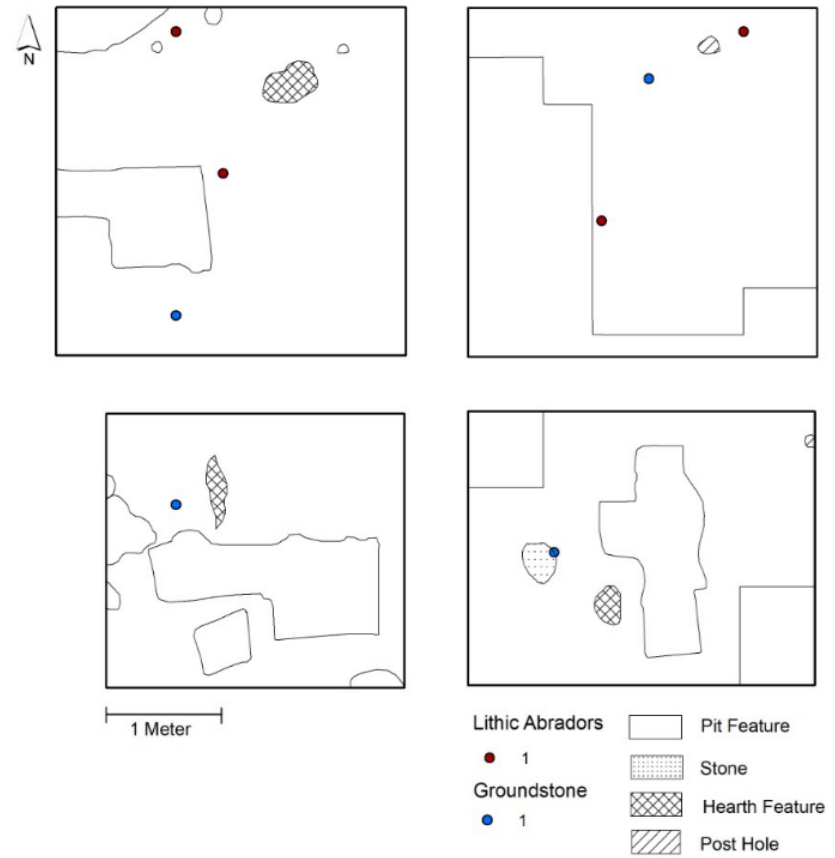 N
1 Meter
Lithic Abradors
1
Groundstone
1
Pit Feature
Stone
Hearth Feature
Post Hole